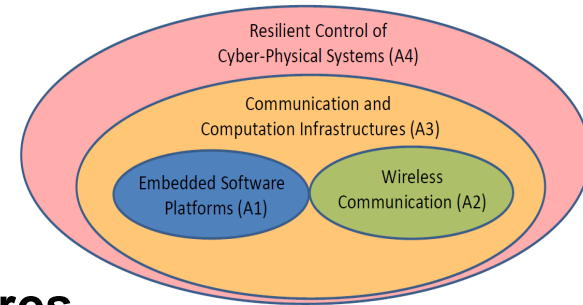 Resilient Control of
Cyber-Physical Systems (A4)
Communication and
Computation Infrastructures (A3)
Embedded Software
Platforms (A1)
Wireless
Communication (A2)